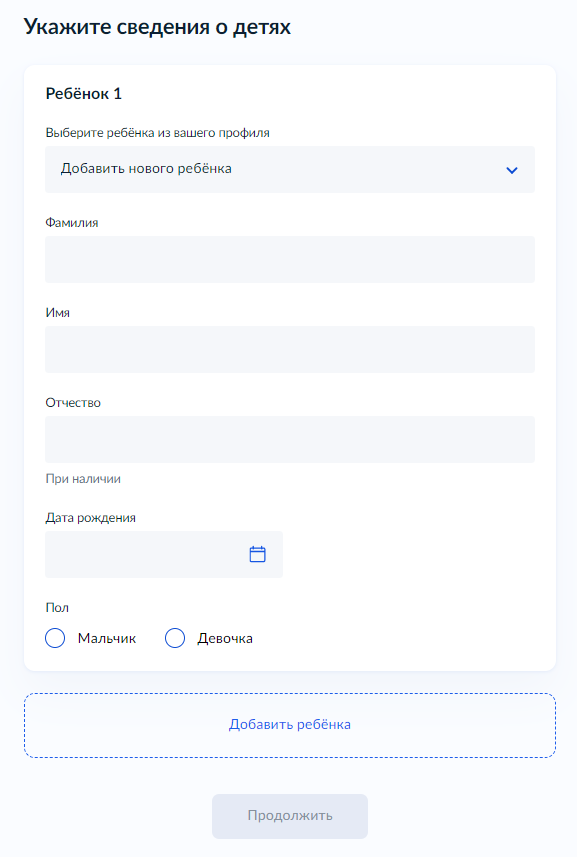 Укажите сведения о детях
Ребёнок 1
Выберите ребёнка из вашего профиля
Добавить нового ребёнка
Фамилия
Имя
Отчество
При наличии
Дата рождения
Пол
Мальчик Девочка
Добавить ребёнка
Продолжить